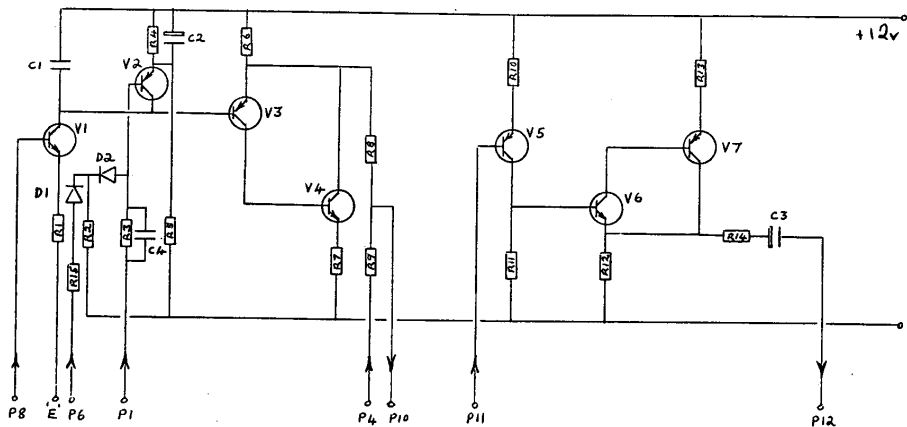 R4
C2
R6
R10
R13
+12v
C1
V2
V3
V5
V7
V1
D2
R8
D1
V4
V6
C3
R1
R2
R3
C4
R5
R7
R9
R11
R12
R14
R15
P8
'E'
P6
P1
P4
P10
P11
P12